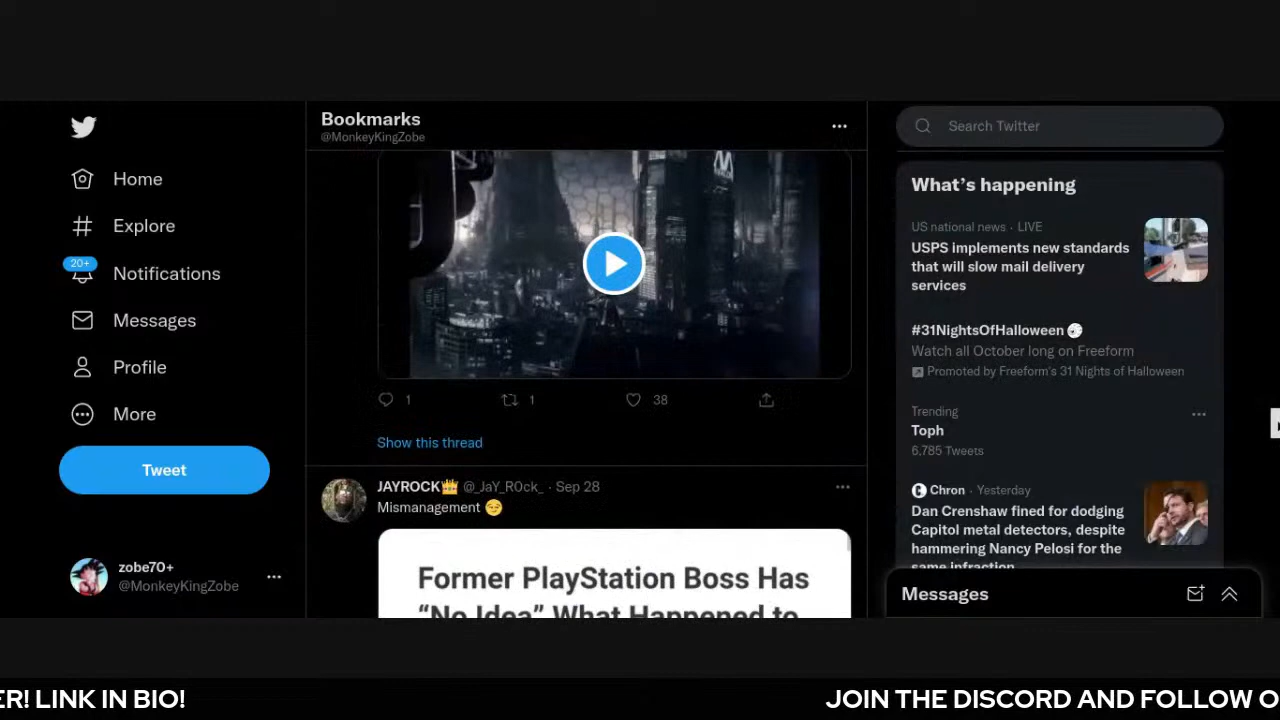 Home
Explore
20+
Notifications
Messages
Profile
More
Tweet
zobe70+
@MonkeyKingZobe
Bookmarks
@MonkeyKingZobe
1
1
38
Show this thread
JAYROCK👑 @_JaY_R0ck_ · Sep 28
Mismanagement 😏
Former PlayStation Boss Has
“No Idea” What Happened to
Search Twitter
What’s happening
US national news · LIVE
USPS implements new standards
that will slow mail delivery
services
#31NightsOfHalloween
Watch all October long on Freeform
Promoted by Freeform's 31 Nights of Halloween
Trending
Toph
6,785 Tweets
Chron · Yesterday
Dan Crenshaw fined for dodging
Capitol metal detectors, despite
hammering Nancy Pelosi for the
same infraction
Messages
ER! LINK IN BIO!
JOIN THE DISCORD AND FOLLOW O